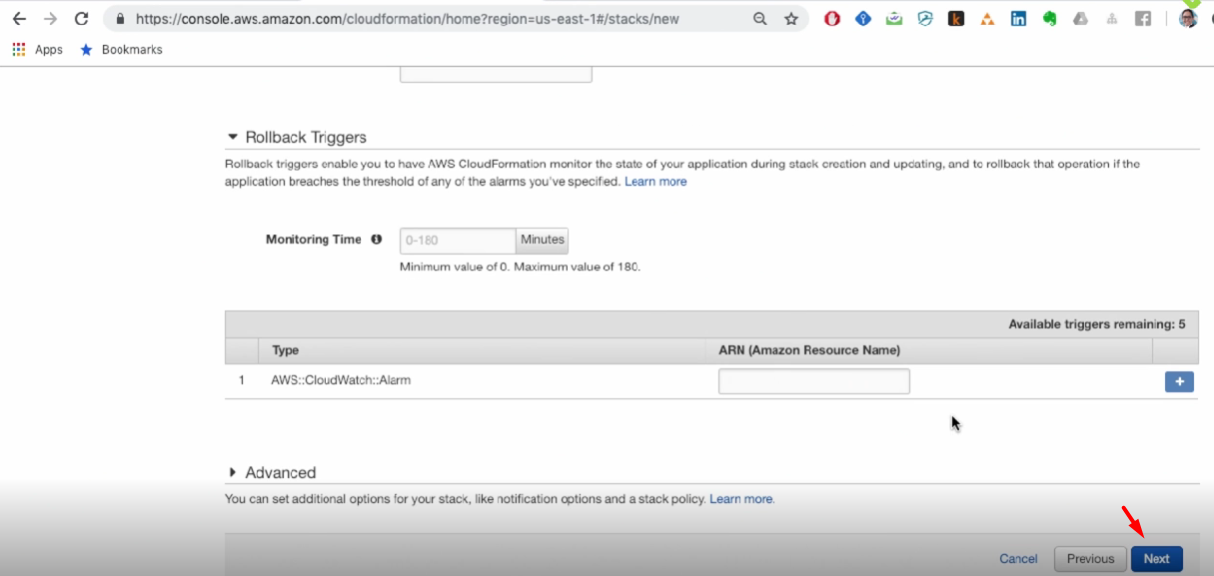 https://console.aws.amazon.com/cloudformation/home?region=us-east-1#/stacks/new
Apps Bookmarks
Rollback Triggers
Rollback triggers enable you to have AWS CloudFormation monitor the state of your application during stack creation and updating, and to rollback that operation if the
application breaches the threshold of any of the alarms you've specified. Learn more
Monitoring Time 0-180 Minutes
Minimum value of 0. Maximum value of 180.
Available triggers remaining: 5
Type ARN (Amazon Resource Name)
1 AWS::CloudWatch::Alarm +
Advanced
You can set additional options for your stack, like notification options and a stack policy. Learn more.
Cancel Previous Next